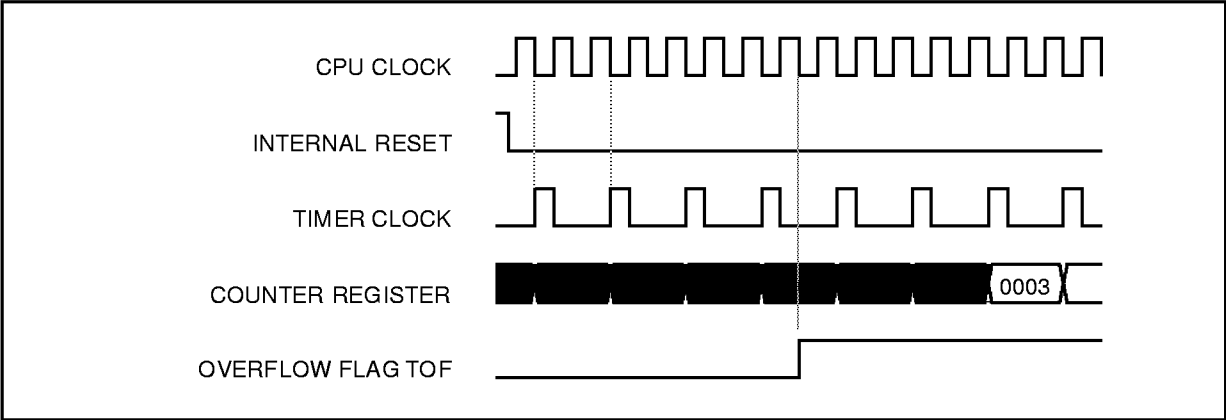 CPU CLOCK
INTERNAL RESET
TIMER CLOCK
COUNTER REGISTER
0003
OVERFLOW FLAG TOF